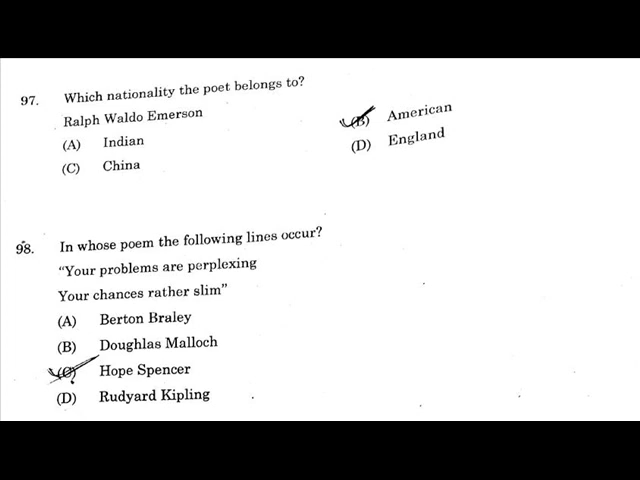 97. Which nationality the poet belongs to?
Ralph Waldo Emerson
(A) Indian (B) American
(C) China (D) England
98. In whose poem the following lines occur?
“Your problems are perplexing
Your chances rather slim”
(A) Berton Braley
(B) Doughlas Malloch
(C) Hope Spencer
(D) Rudyard Kipling